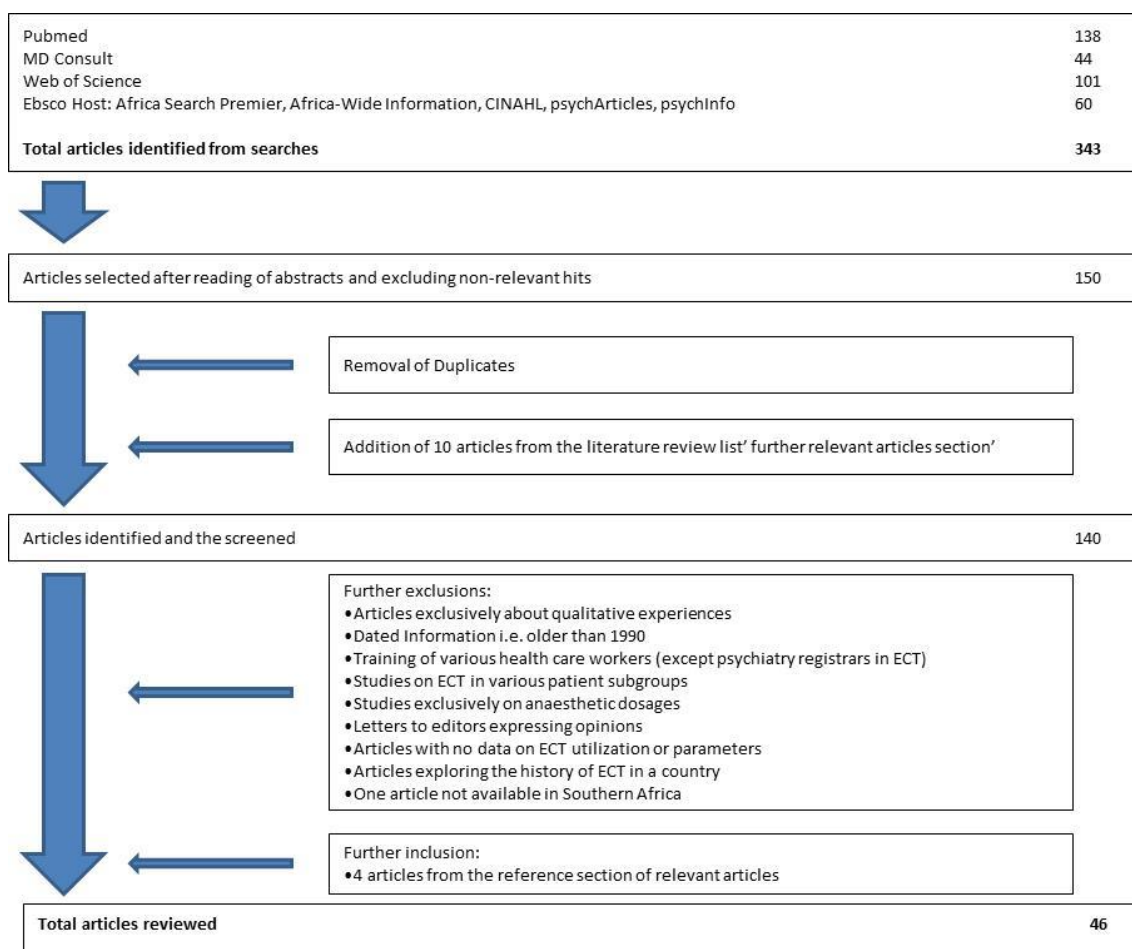 Pubmed 138
MD Consult 44
Web of Science 101
Ebsco Host: Africa Search Premier, Africa-Wide Information, CINAHL, psychArticles, psychInfo 60
Total articles identified from searches 343
Articles selected after reading of abstracts and excluding non-relevant hits 150
Removal of Duplicates
Addition of 10 articles from the literature review list' further relevant articles section'
Articles identified and the screened 140
Further exclusions:
•Articles exclusively about qualitative experiences
•Dated Information i.e. older than 1990
•Training of various health care workers (except psychiatry registrars in ECT)
•Studies on ECT in various patient subgroups
•Studies exclusively on anaesthetic dosages
•Letters to editors expressing opinions
•Articles with no data on ECT utilization or parameters
•Articles exploring the history of ECT in a country
•One article not available in Southern Africa
Further inclusion:
•4 articles from the reference section of relevant articles
Total articles reviewed 46